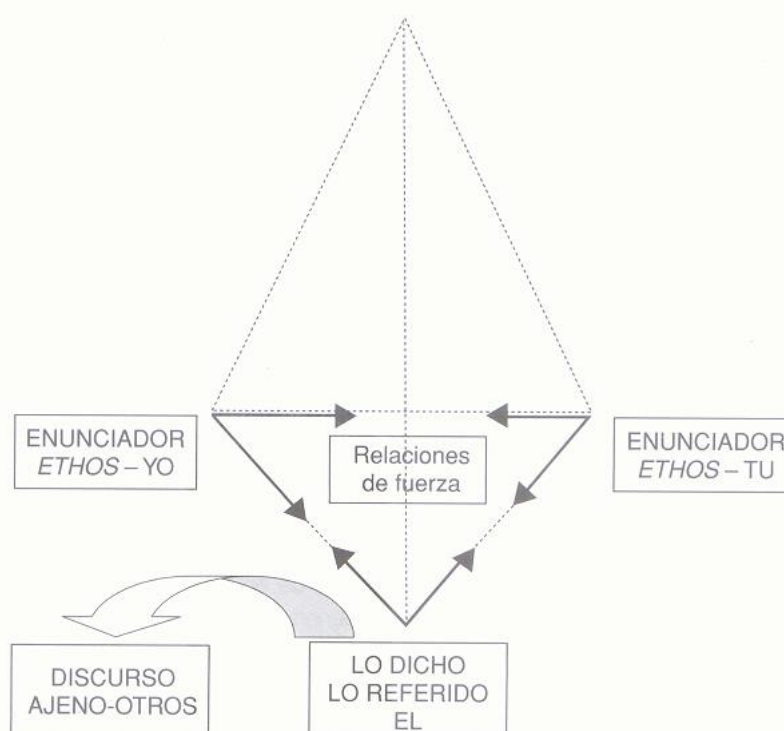 ENUNCIADOR
ETHOS – YO
Relaciones
de fuerza
ENUNCIADOR
ETHOS – TU
DISCURSO
AJENO-OTROS
LO DICHO
LO REFERIDO
EL